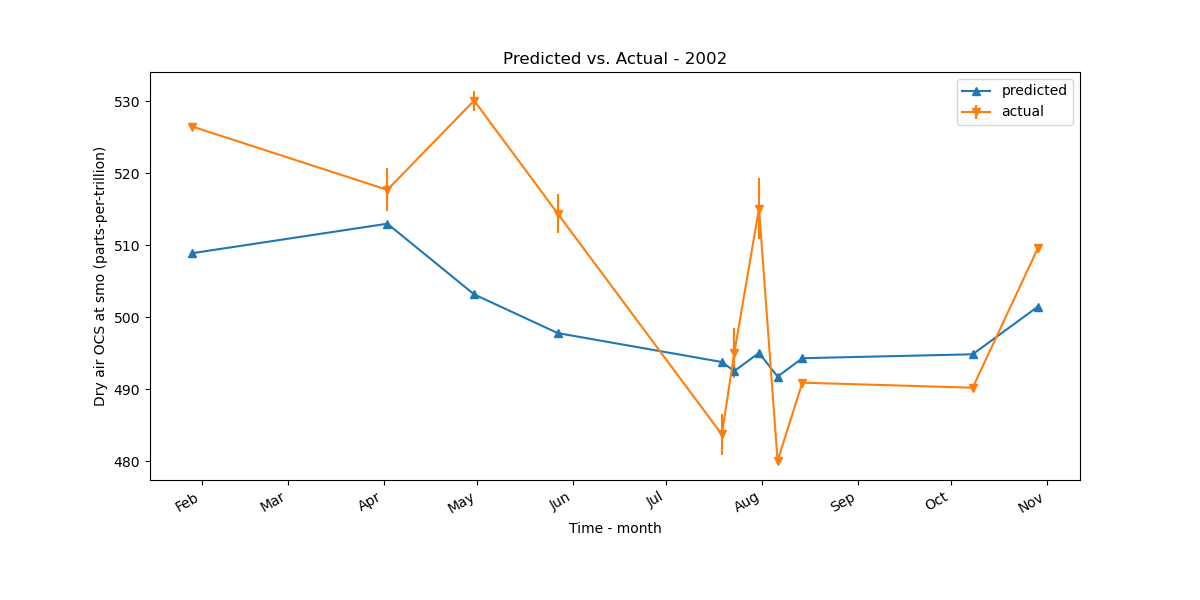 Predicted vs. Actual - 2002
predicted
actual
530
520
510
500
490
480
Dry air OCS at smo (parts-per-trillion)
Feb
Mar
Apr
May
Jun
Jul
Aug
Sep
Oct
Nov
Time - month